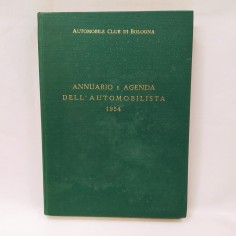 AUTOMOBILE CLUB DI BOLOGNA
ANNUARIO e AGENDA
DELL'AUTOMOBILISTA
1954